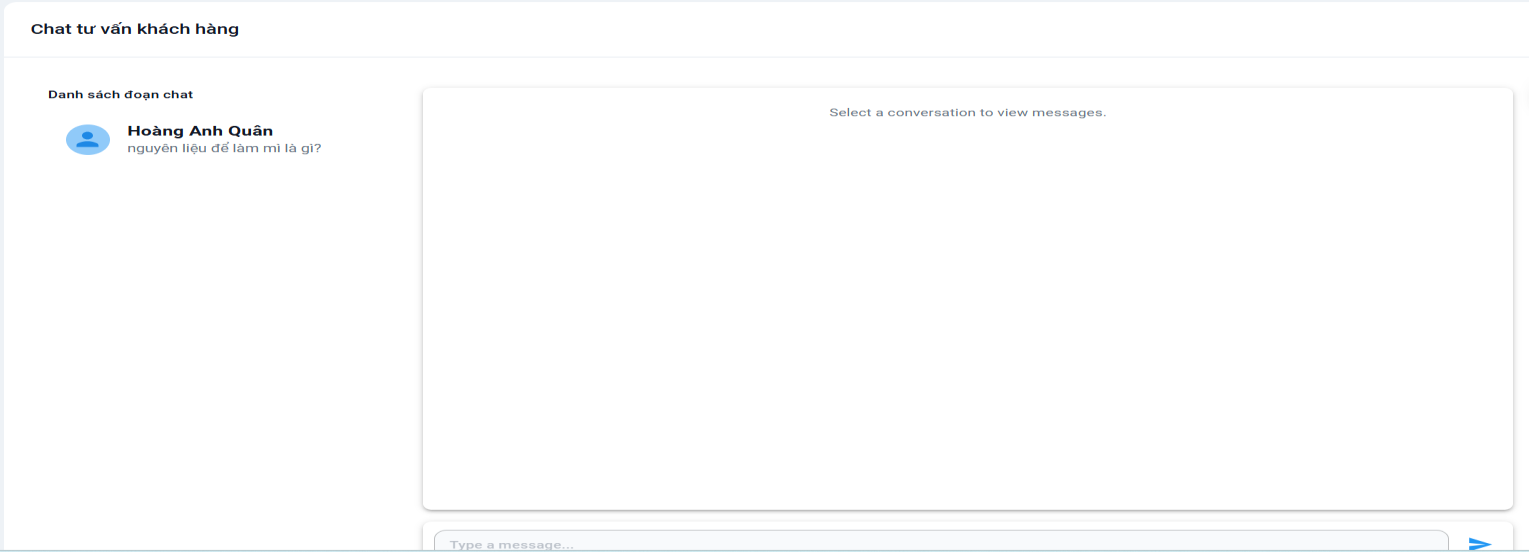 Chat tư vấn khách hàng
Danh sách đoạn chat
Hoàng Anh Quân
nguyên liệu để làm mì là gì?
Select a conversation to view messages.
Type a message...